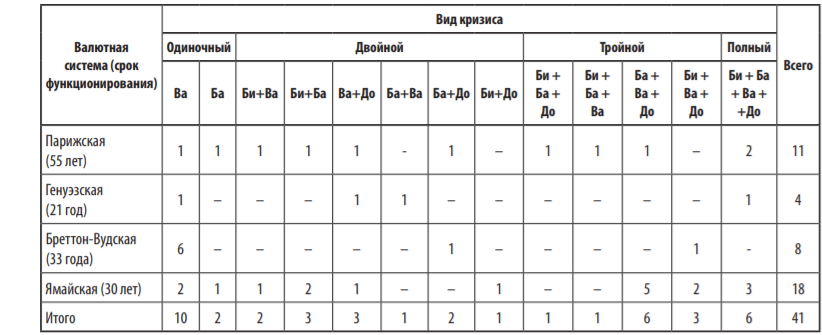 Валютная система (срок функционирования) | Вид кризиса | Всего
Одиночный | Двойной | Тройной | Полный
Ва | Ба | Би+Ва | Би+Ба | Ва+До | Ба+Ва | Ба+До | Би+До | Би + Ба + До | Би + Ба + Ва | Ба + Ва + До | Би + Ва + До | Би + Ба + Ва + +До
Парижская (55 лет) | 1 | 1 | 1 | 1 | 1 | - | 1 | – | 1 | 1 | 1 | – | 2 | 11
Генуэзская (21 год) | 1 | – | – | – | 1 | 1 | – | – | – | – | – | – | 1 | 4
Бреттон-Вудская (33 года) | 6 | – | – | – | – | – | 1 | – | – | – | – | 1 | - | 8
Ямайская (30 лет) | 2 | 1 | 1 | 2 | 1 | – | – | 1 | – | – | 5 | 2 | 3 | 18
Итого | 10 | 2 | 2 | 3 | 3 | 1 | 2 | 1 | 1 | 1 | 6 | 3 | 6 | 41